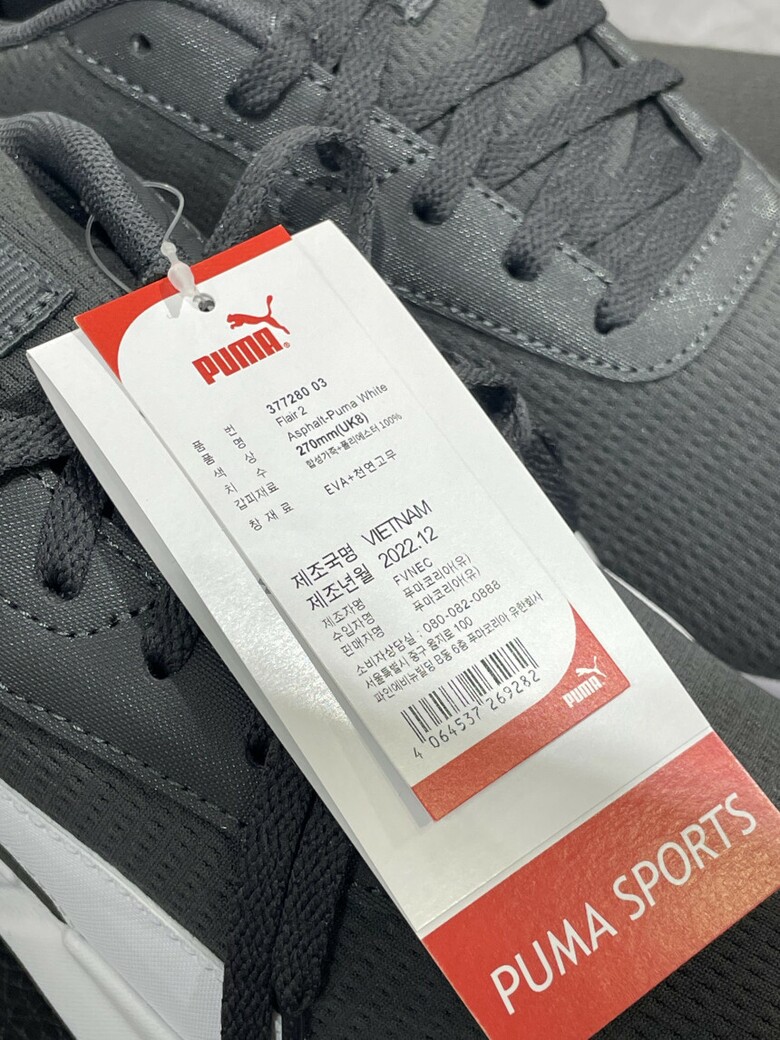 PUMA®
품 번 377280 03
품 명 Flair 2
색 상 Asphalt-Puma White
치 수 270mm(UK8)
갑피재료 합성가죽+폴리에스터 100%
창 재 료 EVA+천연고무
제조국명 VIETNAM
제조년월 2022.12
제조자명 FVNEC
수입자명 푸마코리아(유)
판매자명 푸마코리아(유)
소비자상담실 : 080-082-0888
서울특별시 중구 을지로 100
파인에비뉴빌딩 B동 6층 푸마코리아 유한회사
4 064537 269282
PUMA
PUMA SPORTS